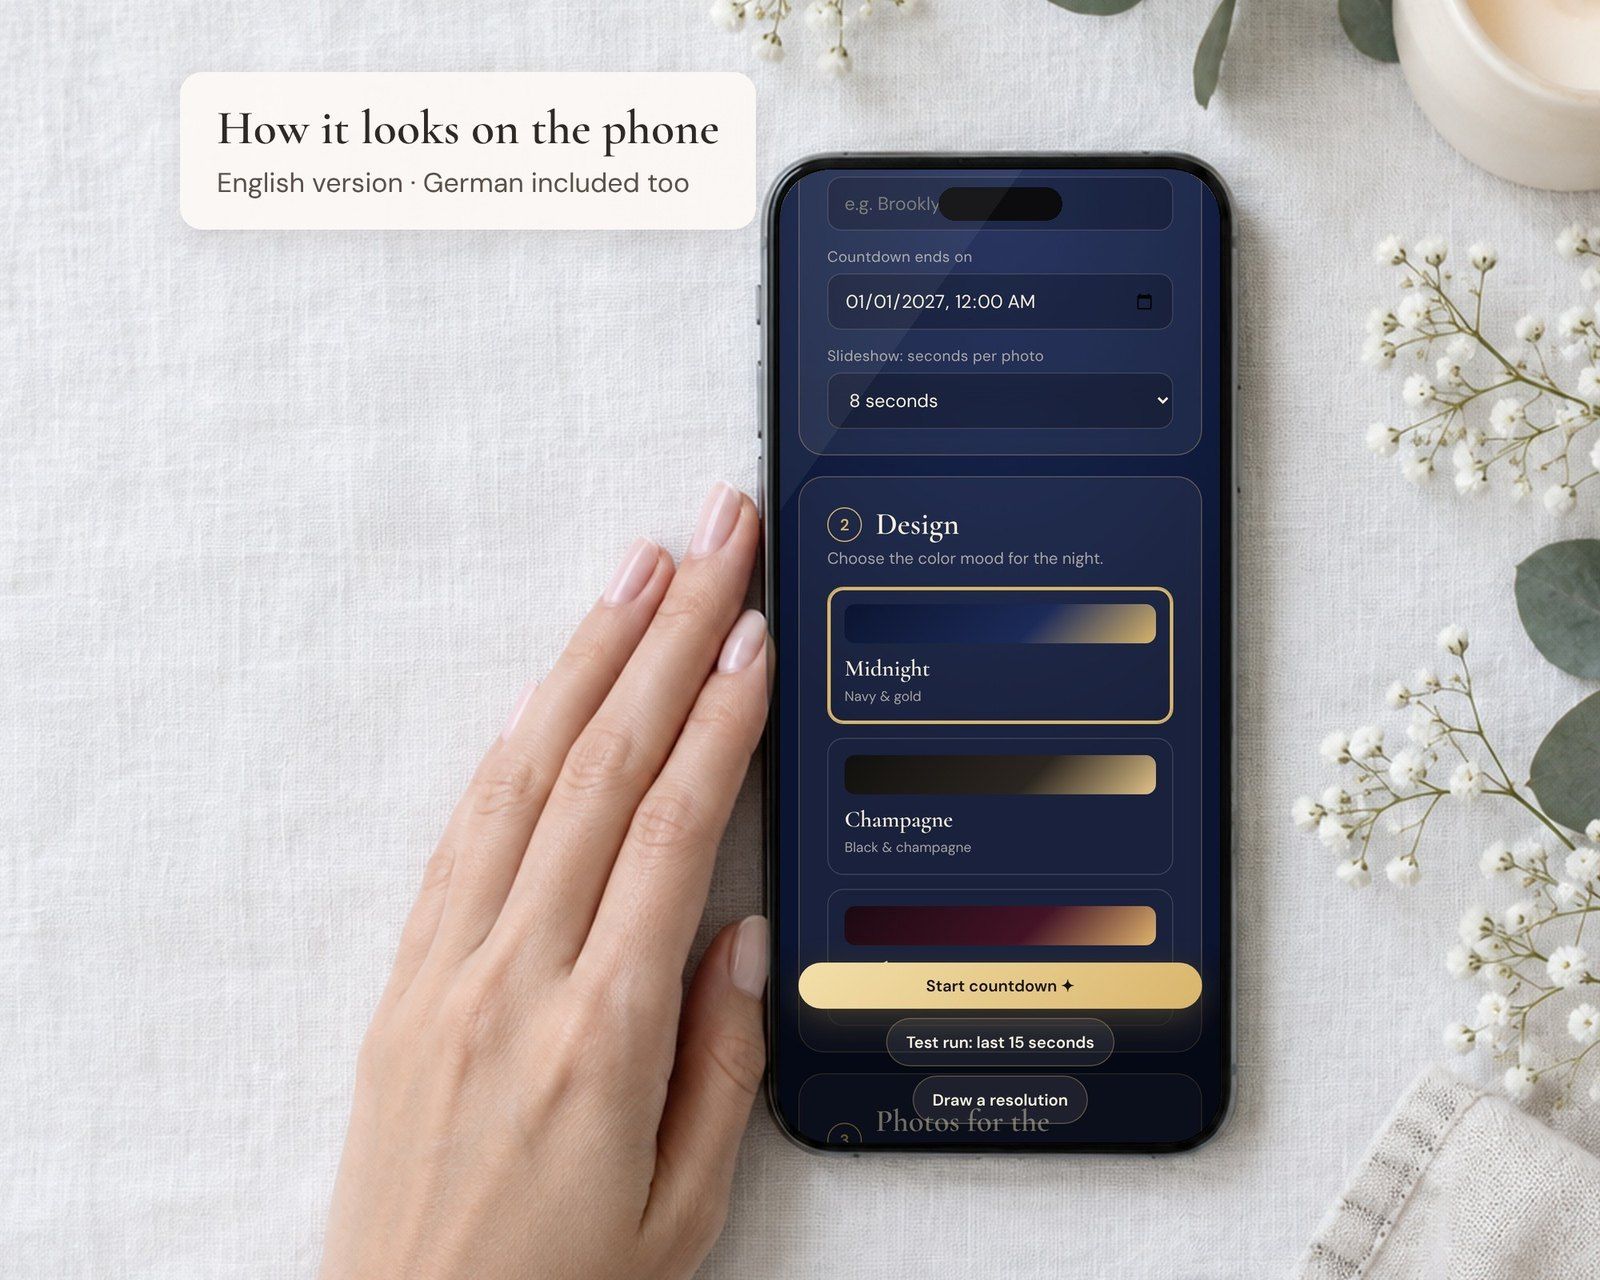 How it looks on the phone
English version · German included too
e.g. Brookly
Countdown ends on
01/01/2027, 12:00 AM
Slideshow: seconds per photo
8 seconds
2 Design
Choose the color mood for the night.
Midnight
Navy & gold
Champagne
Black & champagne
Start countdown ✦
Test run: last 15 seconds
Draw a resolution
3 Photos for the